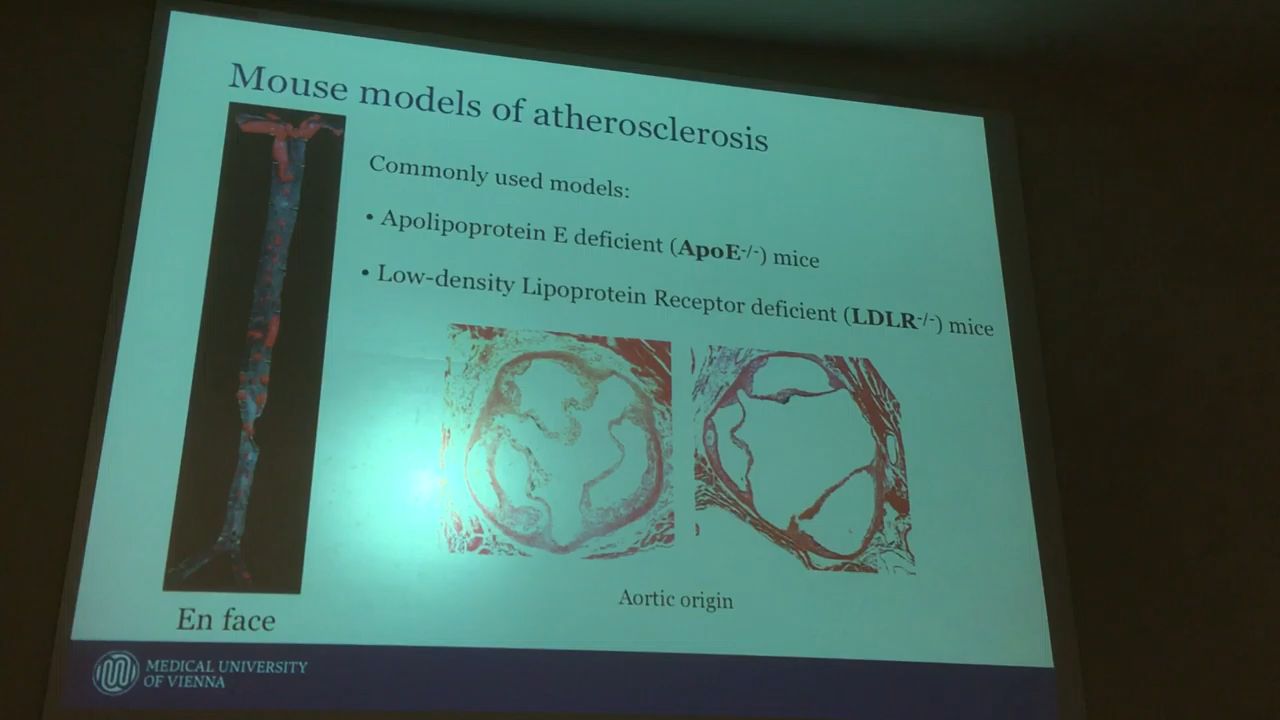 Mouse models of atherosclerosis
Commonly used models:
• Apolipoprotein E deficient (ApoE-/-) mice
• Low-density Lipoprotein Receptor deficient (LDLR-/-) mice
Aortic origin
En face
MEDICAL UNIVERSITY
OF VIENNA